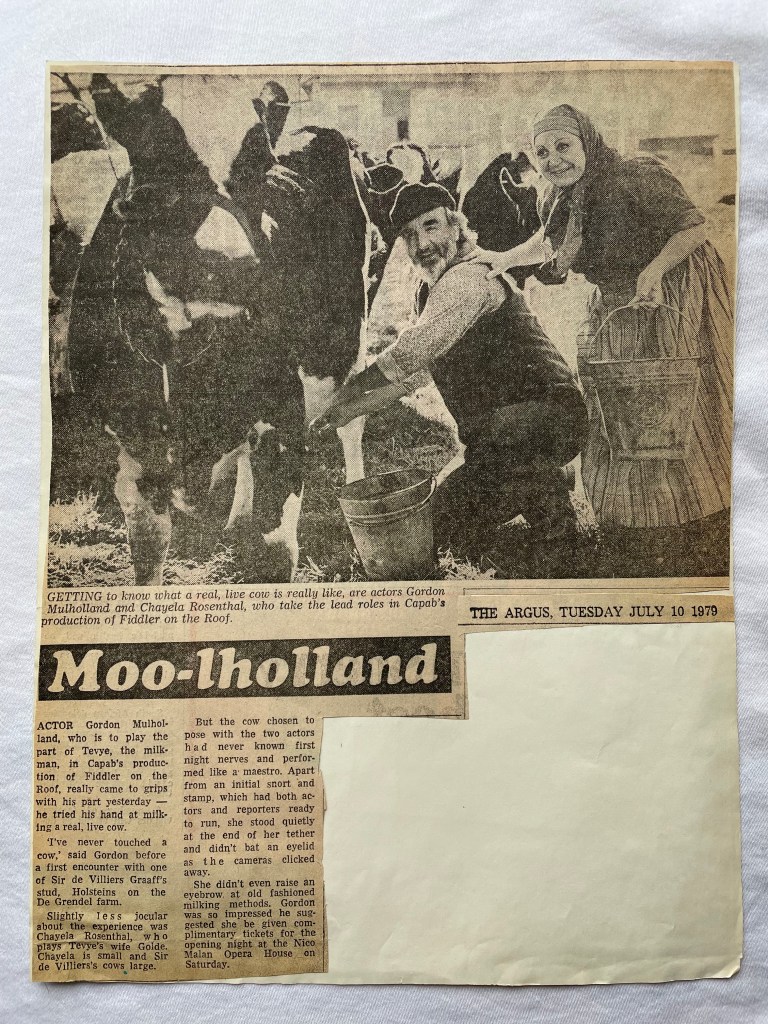 GETTING to know what a real, live cow is really like, are actors Gordon
Mulholland and Chayela Rosenthal, who take the lead roles in Capab's
production of Fiddler on the Roof.
THE ARGUS, TUESDAY JULY 10 1979
Moo-lholland
ACTOR Gordon Mulhol-
land, who is to play the
part of Tevye, the milk-
man, in Capab's produc-
tion of Fiddler on the
Roof, really came to grips
with his part yesterday —
he tried his hand at milk-
ing a real, live cow.
'I've never touched a
cow,' said Gordon before
a first encounter with one
of Sir de Villiers Graaff's
stud, Holsteins on the
De Grendel farm.
Slightly less jocular
about the experience was
Chayela Rosenthal, who
plays Tevye's wife Golde.
Chayela is small and Sir
de Villiers's cows large.
But the cow chosen to
pose with the two actors
had never known first
night nerves and perfor-
med like a maestro. Apart
from an initial snort and
stamp, which had both ac-
tors and reporters ready
to run, she stood quietly
at the end of her tether
and didn't bat an eyelid
as the cameras clicked
away.
She didn't even raise an
eyebrow at old fashioned
milking methods. Gordon
was so impressed he sug-
gested she be given com-
plimentary tickets for the
opening night at the Nico
Malan Opera House on
Saturday.